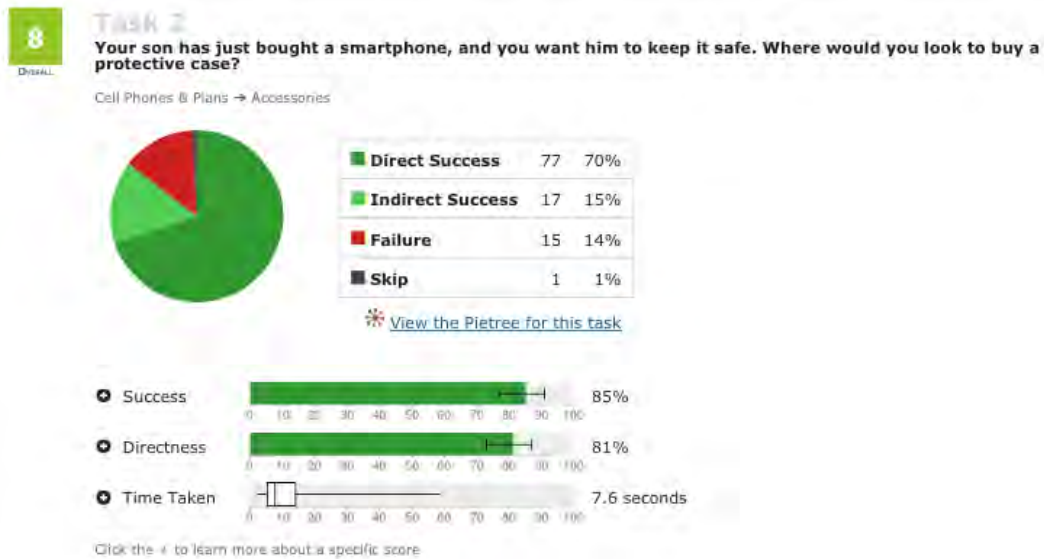 8
Overall
Task 2
Your son has just bought a smartphone, and you want him to keep it safe. Where would you look to buy a
protective case?
Cell Phones & Plans → Accessories
Direct Success 77 70%
Indirect Success 17 15%
Failure 15 14%
Skip 1 1%
View the Pietree for this task
Success 85%
0 10 20 30 40 50 60 70 80 90 100
Directness 81%
0 10 20 30 40 50 60 70 80 90 100
Time Taken 7.6 seconds
0 10 20 30 40 50 60 70 80 90 100
Click the + to learn more about a specific score